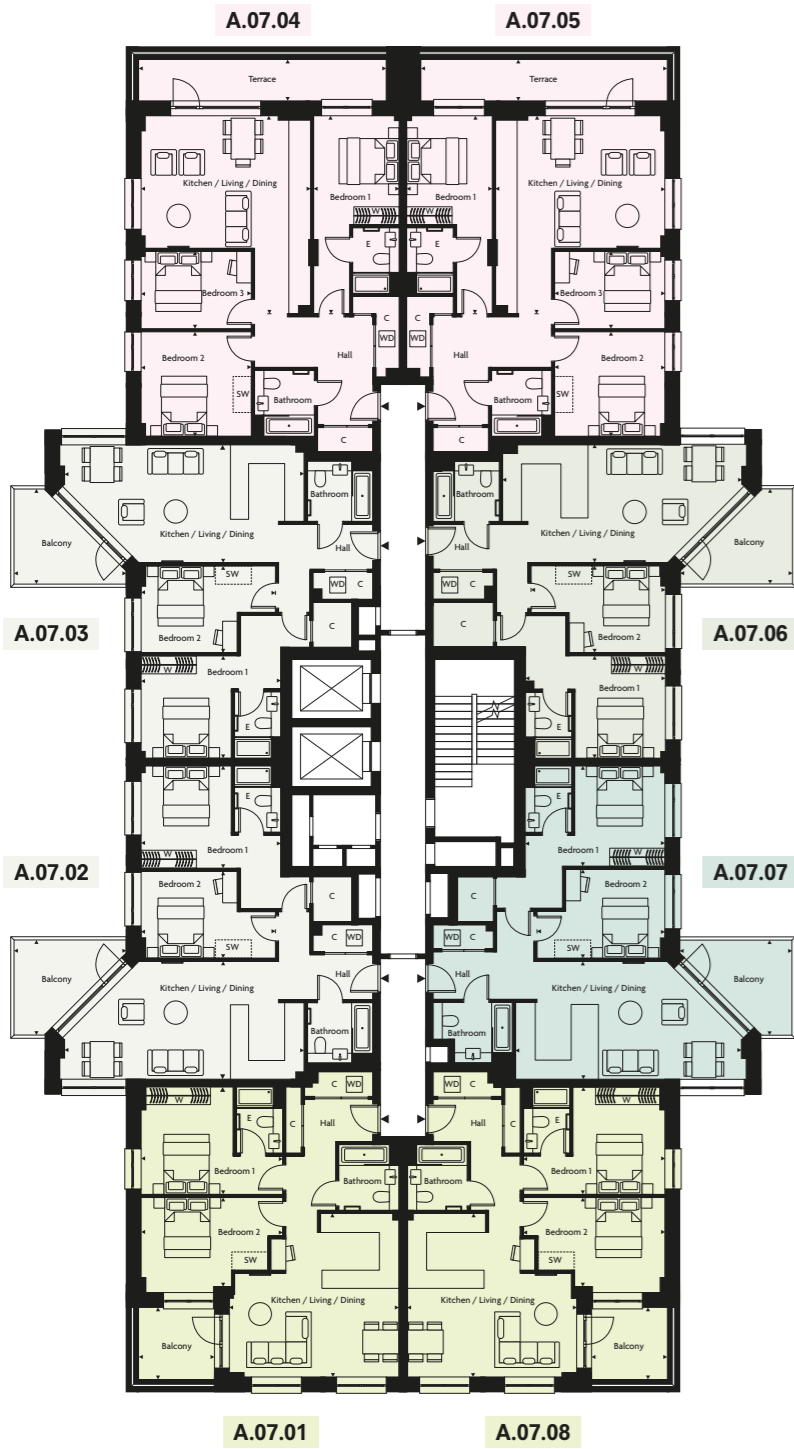 A.07.04
A.07.05
Terrace
Terrace
Kitchen / Living / Dining
Bedroom 1
W
E
Bedroom 3
Bedroom 2
SW
Bathroom
Hall
C
WD
C
Bedroom 1
Kitchen / Living / Dining
W
E
Bedroom 3
Bedroom 2
SW
Bathroom
Hall
C
WD
C
Balcony
Kitchen / Living / Dining
Bathroom
Hall
WD
C
C
SW
Bedroom 2
A.07.03
W
Bedroom 1
E
Bathroom
Hall
Kitchen / Living / Dining
Balcony
WD
C
C
SW
Bedroom 2
A.07.06
W
Bedroom 1
E
E
Bedroom 1
W
A.07.02
Bedroom 2
SW
C
C
WD
Hall
Balcony
Kitchen / Living / Dining
Bathroom
E
Bedroom 1
W
A.07.07
Bedroom 2
SW
C
WD
C
Hall
Kitchen / Living / Dining
Balcony
Bathroom
C
WD
W
E
C
Hall
Bedroom 1
Bathroom
Bedroom 2
SW
Kitchen / Living / Dining
Balcony
WD
C
Hall
C
E
W
Bedroom 1
Bathroom
Bedroom 2
SW
Kitchen / Living / Dining
Balcony
A.07.01
A.07.08